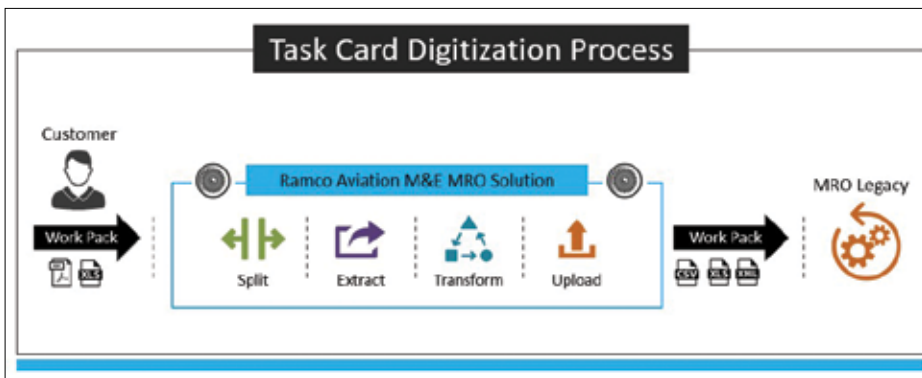 Task Card Digitization Process
Customer
Work Pack
XLS
Ramco Aviation M&E MRO Solution
Split
Extract
Transform
Upload
Work Pack
CSV
XLS
XML
MRO Legacy